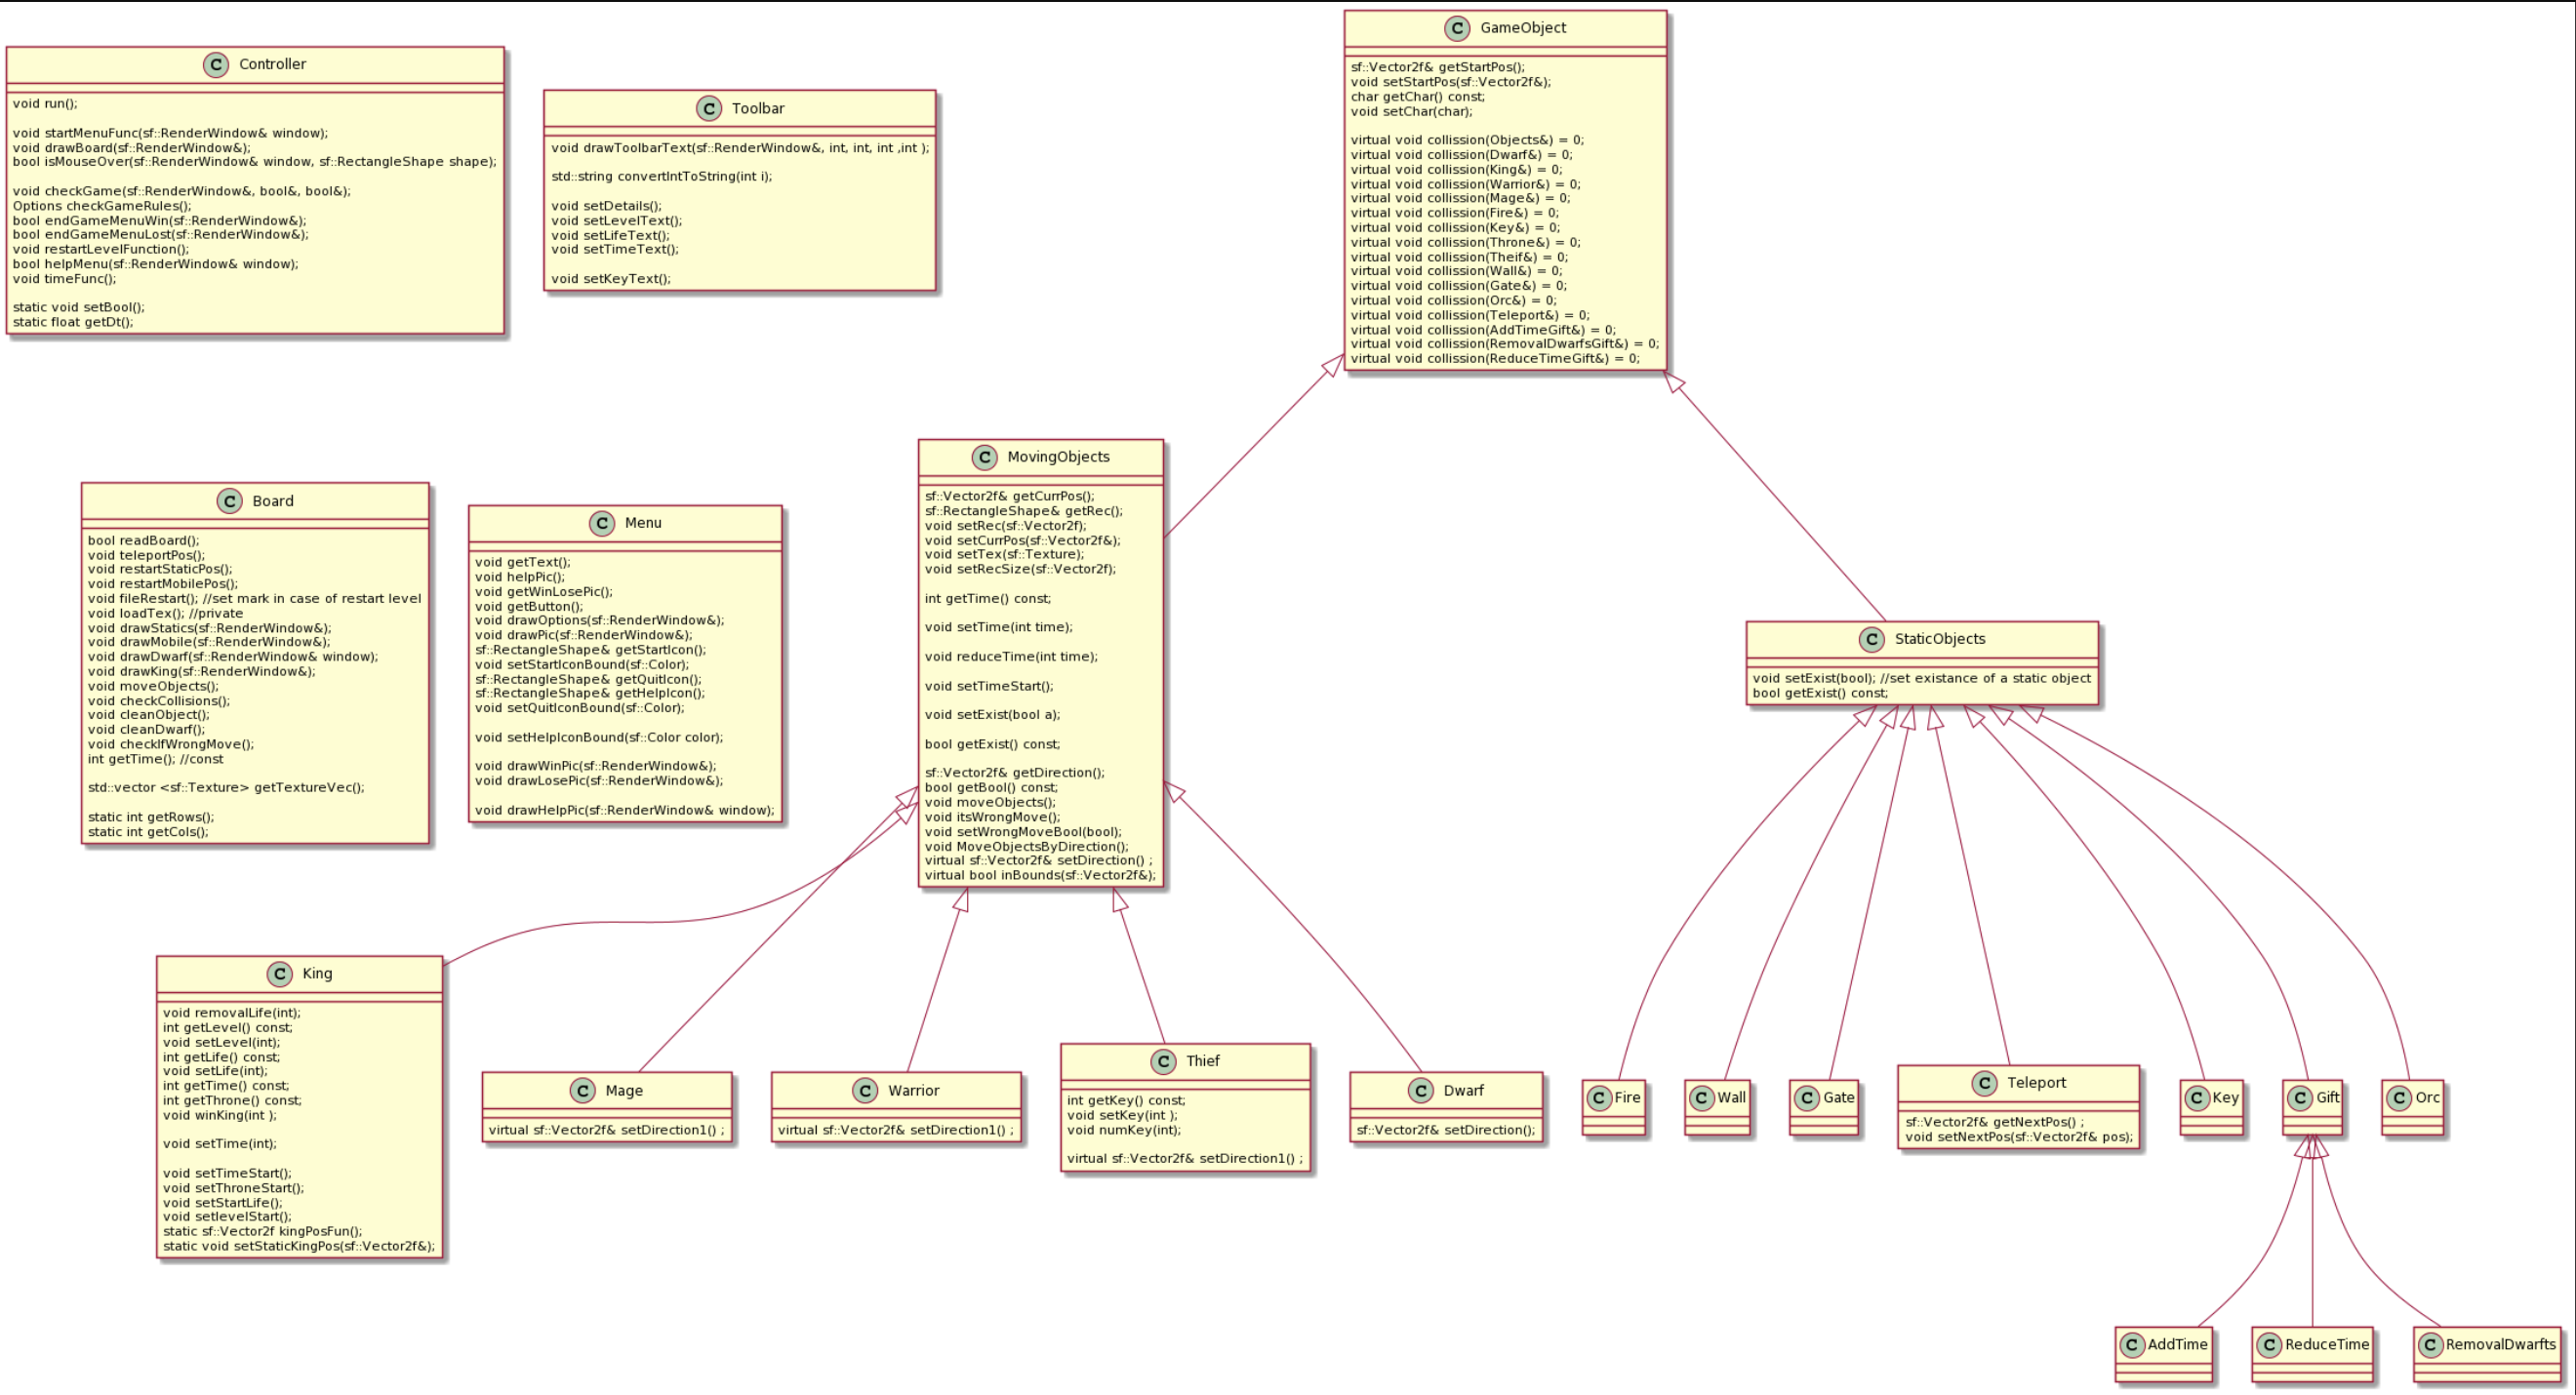 C GameObject
sf::Vector2f& getStartPos();
void setStartPos(sf::Vector2f&);
char getChar() const;
void setChar(char);
virtual void collission(Objects&) = 0;
virtual void collission(Dwarf&) = 0;
virtual void collission(King&) = 0;
virtual void collission(Warrior&) = 0;
virtual void collission(Mage&) = 0;
virtual void collission(Fire&) = 0;
virtual void collission(Key&) = 0;
virtual void collission(Throne&) = 0;
virtual void collission(Theif&) = 0;
virtual void collission(Wall&) = 0;
virtual void collission(Gate&) = 0;
virtual void collission(Orc&) = 0;
virtual void collission(Teleport&) = 0;
virtual void collission(AddTimeGift&) = 0;
virtual void collission(RemovalDwarfsGift&) = 0;
virtual void collission(ReduceTimeGift&) = 0;
C Controller
void run();
void startMenuFunc(sf::RenderWindow& window);
void drawBoard(sf::RenderWindow&);
bool isMouseOver(sf::RenderWindow& window, sf::RectangleShape shape);
void checkGame(sf::RenderWindow&, bool&, bool&);
Options checkGameRules();
bool endGameMenuWin(sf::RenderWindow&);
bool endGameMenuLost(sf::RenderWindow&);
void restartLevelFunction();
bool helpMenu(sf::RenderWindow& window);
void timeFunc();
static void setBool();
static float getDt();
C Toolbar
void drawToolbarText(sf::RenderWindow&, int, int, int ,int );
std::string convertIntToString(int i);
void setDetails();
void setLevelText();
void setLifeText();
void setTimeText();
void setKeyText();
C Board
bool readBoard();
void teleportPos();
void restartStaticPos();
void restartMobilePos();
void fileRestart(); //set mark in case of restart level
void loadTex(); //private
void drawStatics(sf::RenderWindow&);
void drawMobile(sf::RenderWindow&);
void drawDwarf(sf::RenderWindow& window);
void drawKing(sf::RenderWindow&);
void moveObjects();
void checkCollisions();
void cleanObject();
void cleanDwarf();
void checkIfWrongMove();
int getTime(); //const
std::vector <sf::Texture> getTextureVec();
static int getRows();
static int getCols();
C Menu
void getText();
void helpPic();
void getWinLosePic();
void getButton();
void drawOptions(sf::RenderWindow&);
void drawPic(sf::RenderWindow&);
sf::RectangleShape& getStartIcon();
void setStartIconBound(sf::Color);
sf::RectangleShape& getQuitIcon();
sf::RectangleShape& getHelpIcon();
void setQuitIconBound(sf::Color);
void setHelpIconBound(sf::Color color);
void drawWinPic(sf::RenderWindow&);
void drawLosePic(sf::RenderWindow&);
void drawHelpPic(sf::RenderWindow& window);
C MovingObjects
sf::Vector2f& getCurrPos();
sf::RectangleShape& getRec();
void setRec(sf::Vector2f);
void setCurrPos(sf::Vector2f&);
void setTex(sf::Texture);
void setRecSize(sf::Vector2f);
int getTime() const;
void setTime(int time);
void reduceTime(int time);
void setTimeStart();
void setExist(bool a);
bool getExist() const;
sf::Vector2f& getDirection();
bool getBool() const;
void moveObjects();
void itsWrongMove();
void setWrongMoveBool(bool);
void MoveObjectsByDirection();
virtual sf::Vector2f& setDirection() ;
virtual bool inBounds(sf::Vector2f&);
C StaticObjects
void setExist(bool); //set existance of a static object
bool getExist() const;
C King
void removalLife(int);
int getLevel() const;
void setLevel(int);
int getLife() const;
void setLife(int);
int getTime() const;
int getThrone() const;
void winKing(int );
void setTime(int);
void setTimeStart();
void setThroneStart();
void setStartLife();
void setlevelStart();
static sf::Vector2f kingPosFun();
static void setStaticKingPos(sf::Vector2f&);
C Mage
virtual sf::Vector2f& setDirection1() ;
C Warrior
virtual sf::Vector2f& setDirection1() ;
C Thief
int getKey() const;
void setKey(int );
void numKey(int);
virtual sf::Vector2f& setDirection1() ;
C Dwarf
sf::Vector2f& setDirection();
C Fire
C Wall
C Gate
C Teleport
sf::Vector2f& getNextPos() ;
void setNextPos(sf::Vector2f& pos);
C Key
C Gift
C Orc
C AddTime
C ReduceTime
C RemovalDwarfts